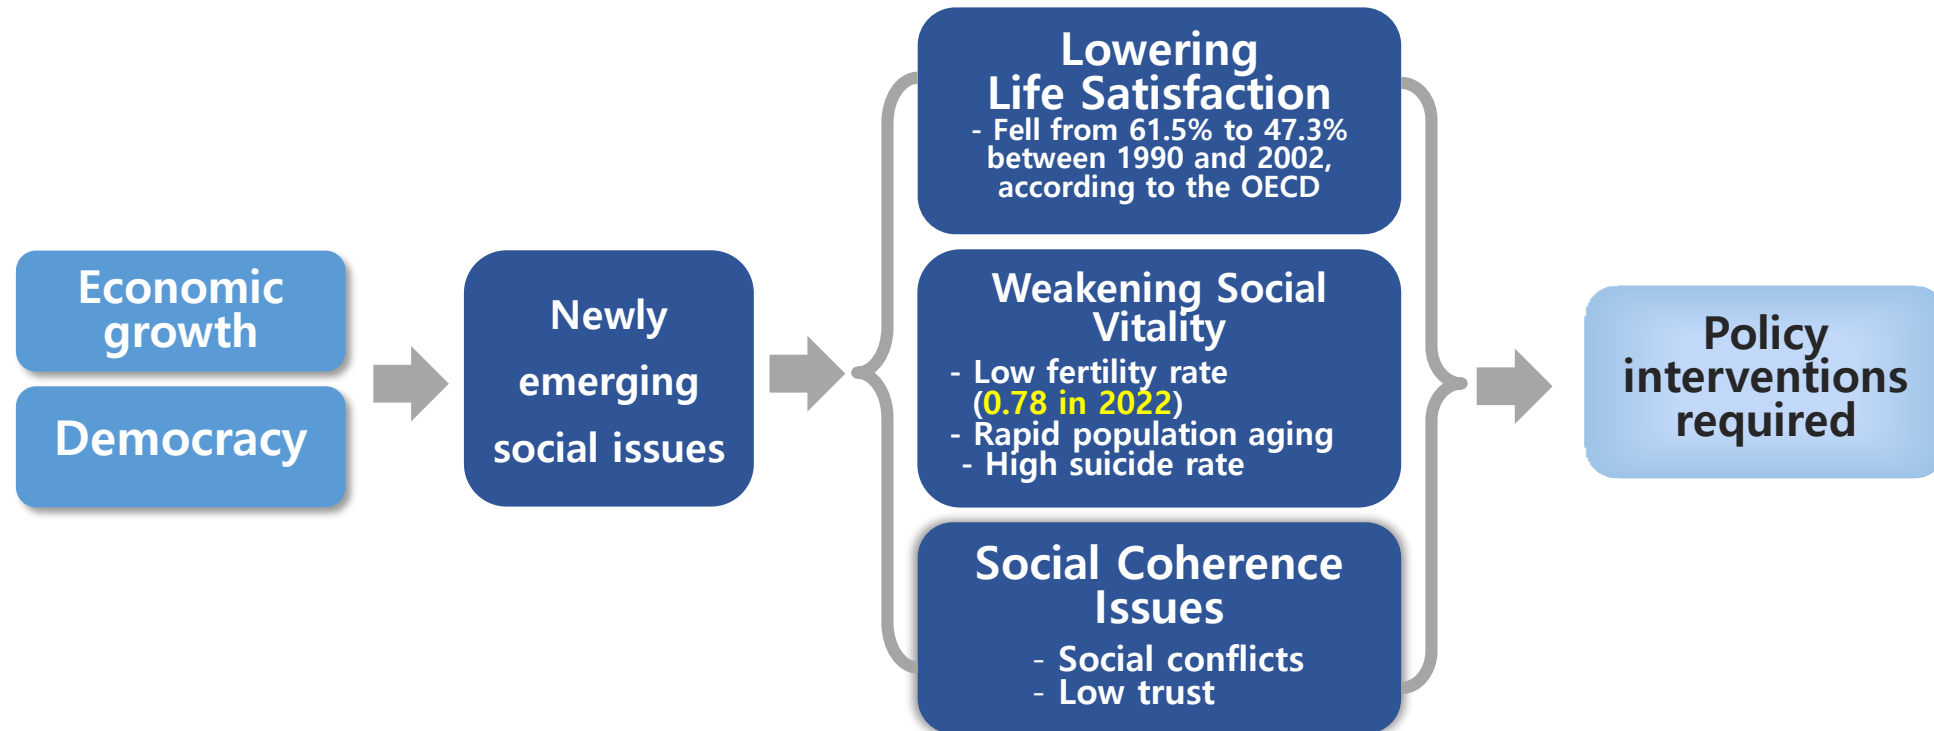 Economic
growth
Democracy
Newly
emerging
social issues
Lowering
Life Satisfaction
- Fell from 61.5% to 47.3%
between 1990 and 2002,
according to the OECD
Weakening Social
Vitality
- Low fertility rate
(0.78 in 2022)
- Rapid population aging
- High suicide rate
Social Coherence
Issues
- Social conflicts
- Low trust
Policy
interventions
required